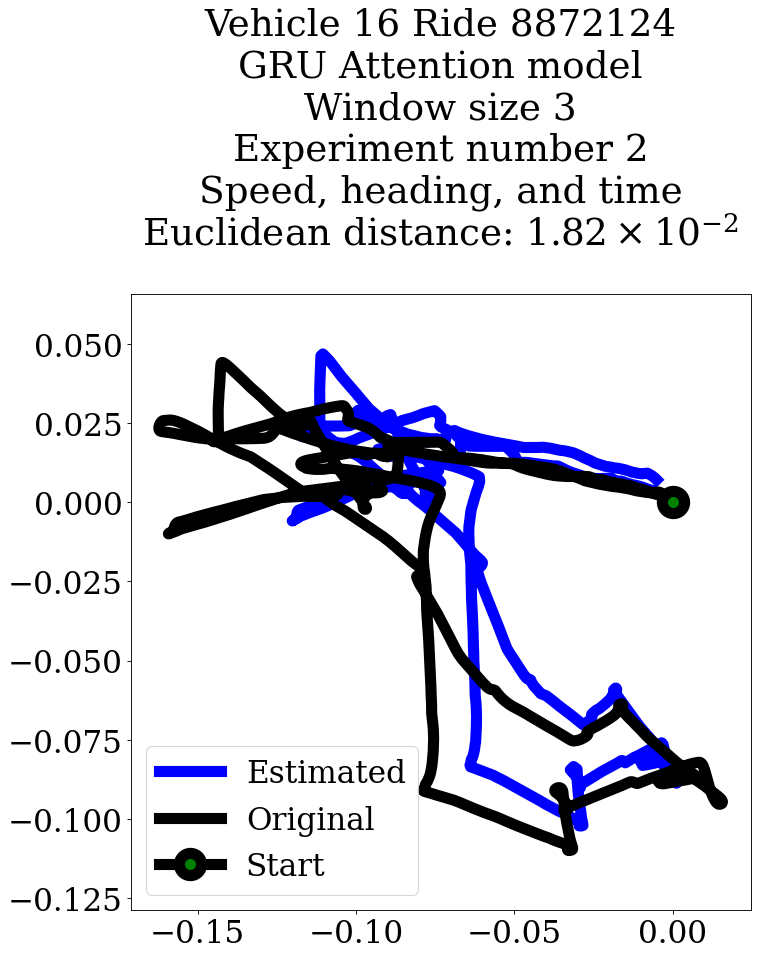 Vehicle 16 Ride 8872124
GRU Attention model
Window size 3
Experiment number 2
Speed, heading, and time
Euclidean distance: 1.82 × 10⁻²
0.050
0.025
0.000
−0.025
−0.050
−0.075
−0.100
−0.125
Estimated
Original
Start
−0.15
−0.10
−0.05
0.00